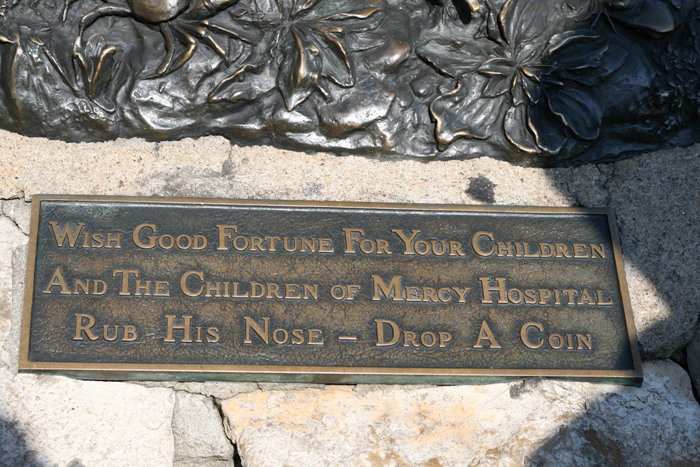 Wish Good Fortune For Your Children
And The Children of Mercy Hospital
Rub His Nose – Drop A Coin